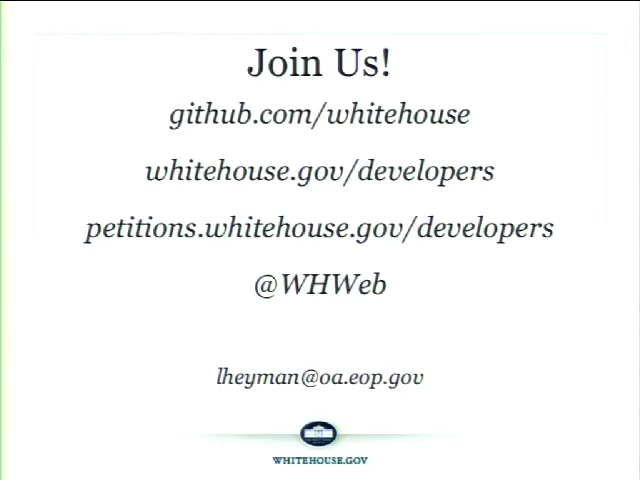 Join Us!
github.com/whitehouse
whitehouse.gov/developers
petitions.whitehouse.gov/developers
@WHWeb
lheyman@oa.eop.gov
WHITEHOUSE.GOV